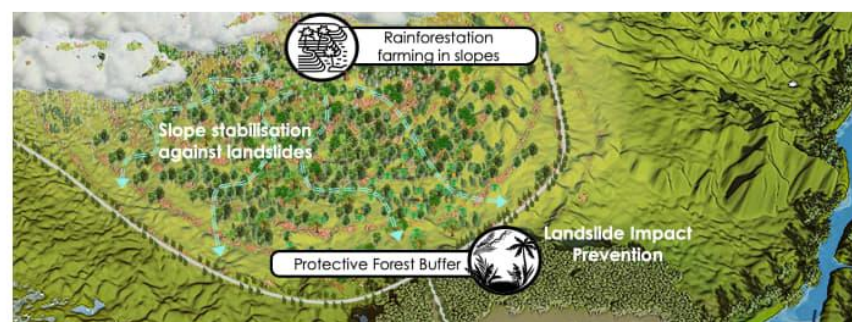 Rainforestation
farming in slopes
Slope stabilisation
against landslides
Landslide Impact
Prevention
Protective Forest Buffer